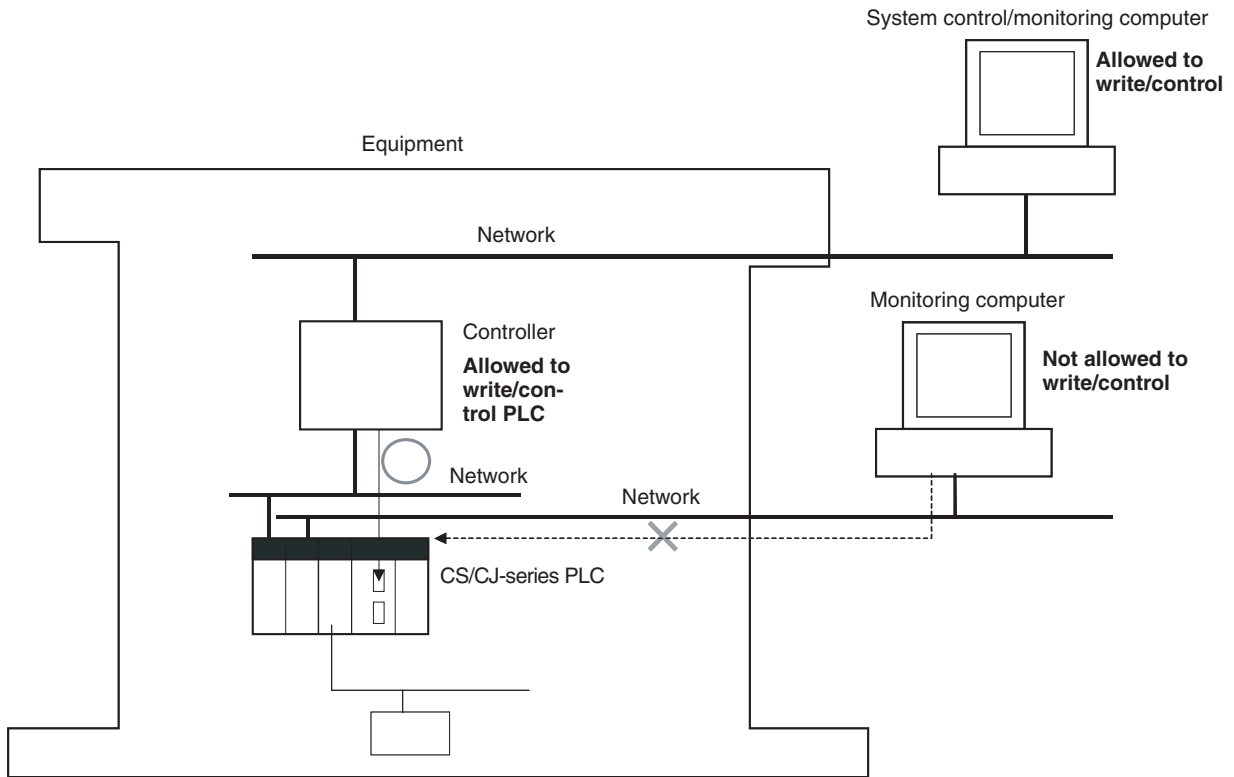 System control/monitoring computer
Allowed to
write/control
Equipment
Network
Monitoring computer
Controller
Allowed to
write/con-
trol PLC
Not allowed to
write/control
Network
Network
CS/CJ-series PLC